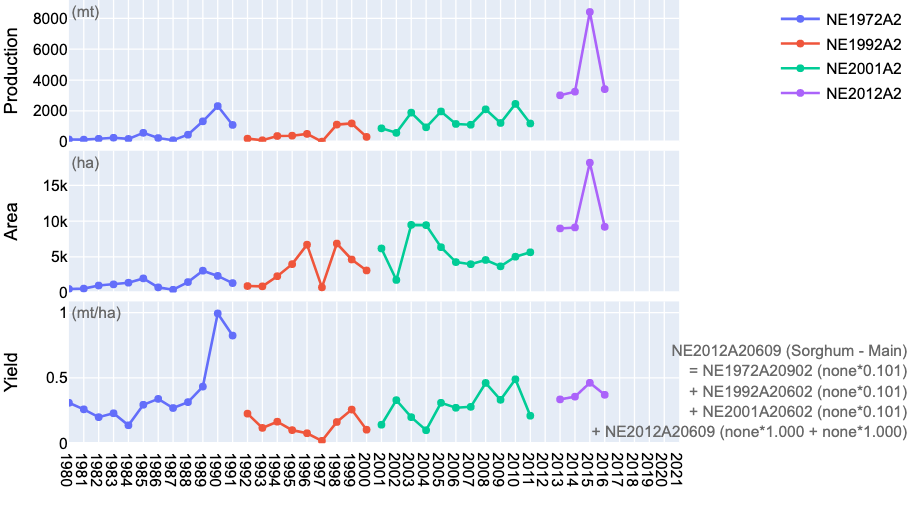 Production
(mt)
8000
6000
4000
2000
0
NE1972A2
NE1992A2
NE2001A2
NE2012A2
Area
(ha)
15k
10k
5k
0
Yield
(mt/ha)
1
0.5
0
NE2012A20609 (Sorghum - Main)
= NE1972A20902 (none*0.101)
+ NE1992A20602 (none*0.101)
+ NE2001A20602 (none*0.101)
+ NE2012A20609 (none*1.000 + none*1.000)
1980
1981
1982
1983
1984
1985
1986
1987
1988
1989
1990
1991
1992
1993
1994
1995
1996
1997
1998
1999
2000
2001
2002
2003
2004
2005
2006
2007
2008
2009
2010
2011
2012
2013
2014
2015
2016
2017
2018
2019
2020
2021